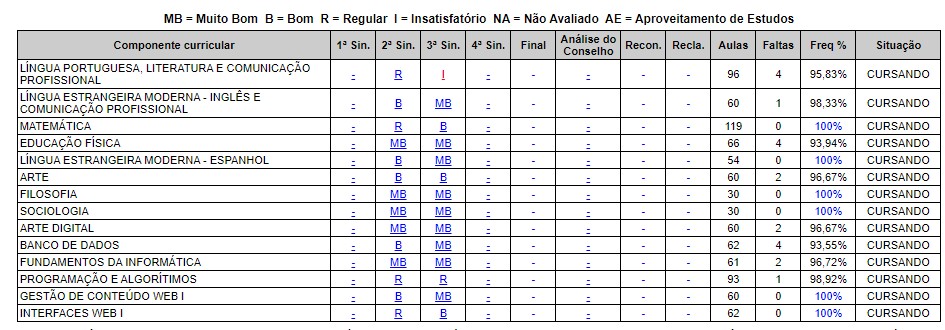 MB = Muito Bom B = Bom R = Regular I = Insatisfatório NA = Não Avaliado AE = Aproveitamento de Estudos
Componente curricular 1ª Sin. 2ª Sin. 3ª Sin. 4ª Sin. Final Análise do Conselho Recon. Recla. Aulas Faltas Freq % Situação
LÍNGUA PORTUGUESA, LITERATURA E COMUNICAÇÃO
PROFISSIONAL - R I - - - - - 96 4 95,83% CURSANDO
LÍNGUA ESTRANGEIRA MODERNA - INGLÊS E
COMUNICAÇÃO PROFISSIONAL - B MB - - - - - 60 1 98,33% CURSANDO
MATEMÁTICA - R B - - - - - 119 0 100% CURSANDO
EDUCAÇÃO FÍSICA - MB MB - - - - - 66 4 93,94% CURSANDO
LÍNGUA ESTRANGEIRA MODERNA - ESPANHOL - B MB - - - - - 54 0 100% CURSANDO
ARTE - B B - - - - - 60 2 96,67% CURSANDO
FILOSOFIA - MB MB - - - - - 30 0 100% CURSANDO
SOCIOLOGIA - MB MB - - - - - 30 0 100% CURSANDO
ARTE DIGITAL - MB MB - - - - - 60 2 96,67% CURSANDO
BANCO DE DADOS - B MB - - - - - 62 4 93,55% CURSANDO
FUNDAMENTOS DA INFORMÁTICA - MB MB - - - - - 61 2 96,72% CURSANDO
PROGRAMAÇÃO E ALGORÍTIMOS - R R - - - - - 93 1 98,92% CURSANDO
GESTÃO DE CONTEÚDO WEB I - B MB - - - - - 60 0 100% CURSANDO
INTERFACES WEB I - R B - - - - - 62 0 100% CURSANDO